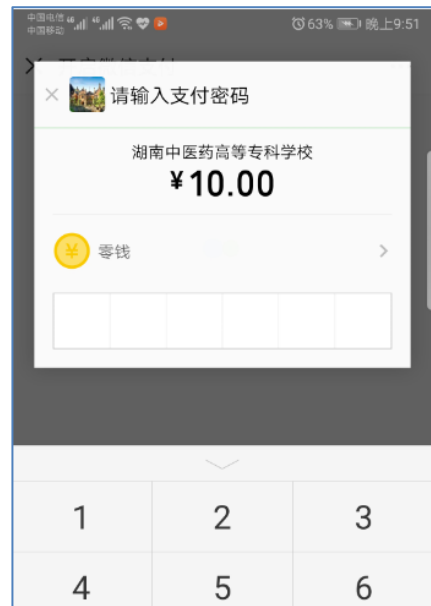 中国电信 中国移动 63% 晚上9:51
请输入支付密码
湖南中医药高等专科学校
¥10.00
¥ 零钱
1 2 3
4 5 6